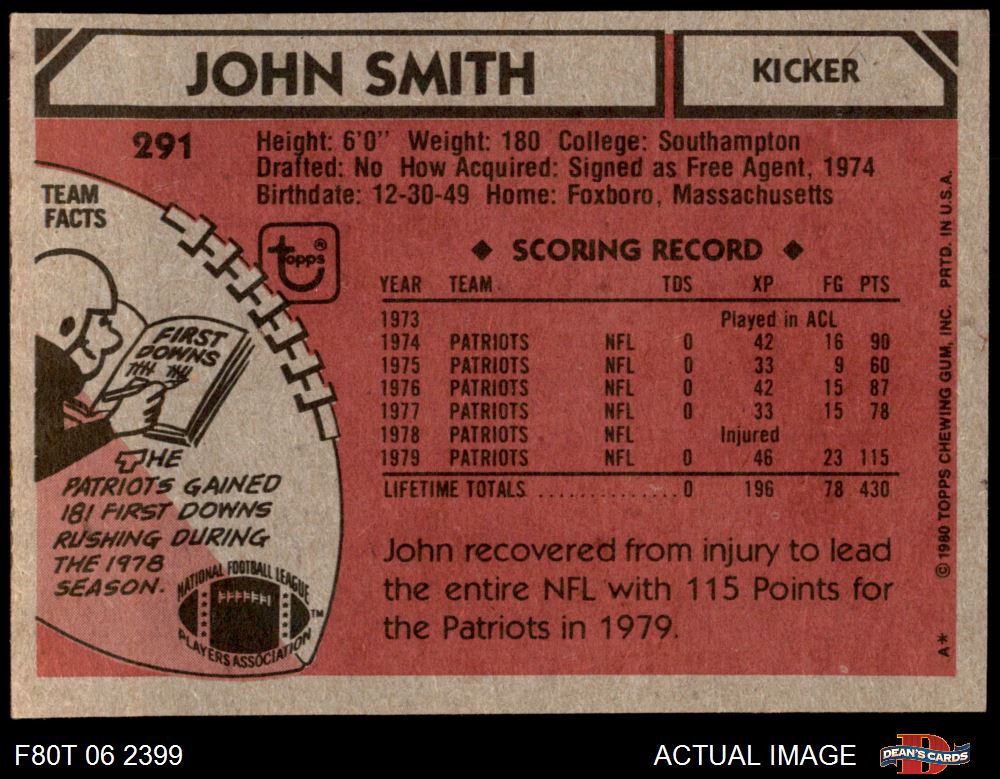 JOHN SMITH KICKER
291
Height: 6'0" Weight: 180 College: Southampton
Drafted: No How Acquired: Signed as Free Agent, 1974
Birthdate: 12-30-49 Home: Foxboro, Massachusetts
TEAM
FACTS
topps®
FIRST
DOWNS
THE
PATRIOTS GAINED
181 FIRST DOWNS
RUSHING DURING
THE 1978
SEASON.
NATIONAL FOOTBALL LEAGUE
PLAYERS ASSOCIATION
TM
◆ SCORING RECORD ◆
YEAR TEAM TDS XP FG PTS
1973 Played in ACL
1974 PATRIOTS NFL 0 42 16 90
1975 PATRIOTS NFL 0 33 9 60
1976 PATRIOTS NFL 0 42 15 87
1977 PATRIOTS NFL 0 33 15 78
1978 PATRIOTS NFL Injured
1979 PATRIOTS NFL 0 46 23 115
LIFETIME TOTALS ................ 0 196 78 430
John recovered from injury to lead
the entire NFL with 115 Points for
the Patriots in 1979.
A* © 1980 TOPPS CHEWING GUM, INC. PRTD. IN U.S.A.
F80T 06 2399 ACTUAL IMAGE DEAN'S CARDS